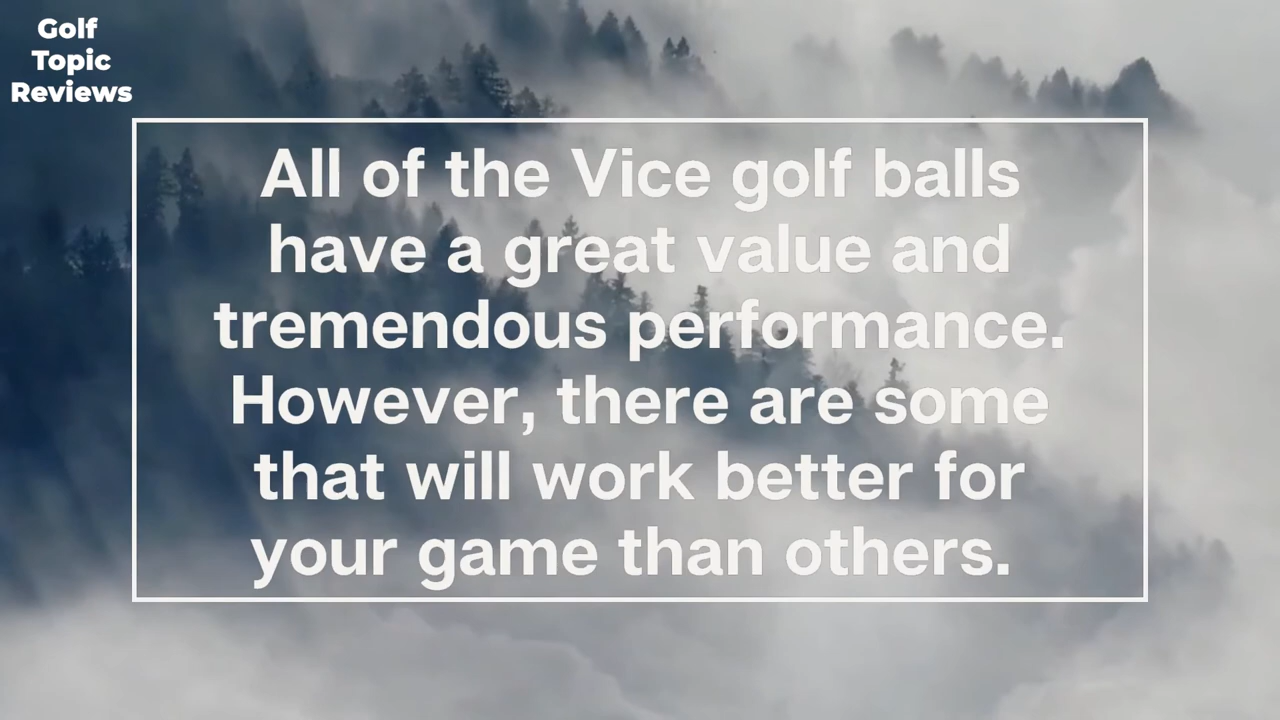 Golf
Topic
Reviews
All of the Vice golf balls
have a great value and
tremendous performance.
However, there are some
that will work better for
your game than others.